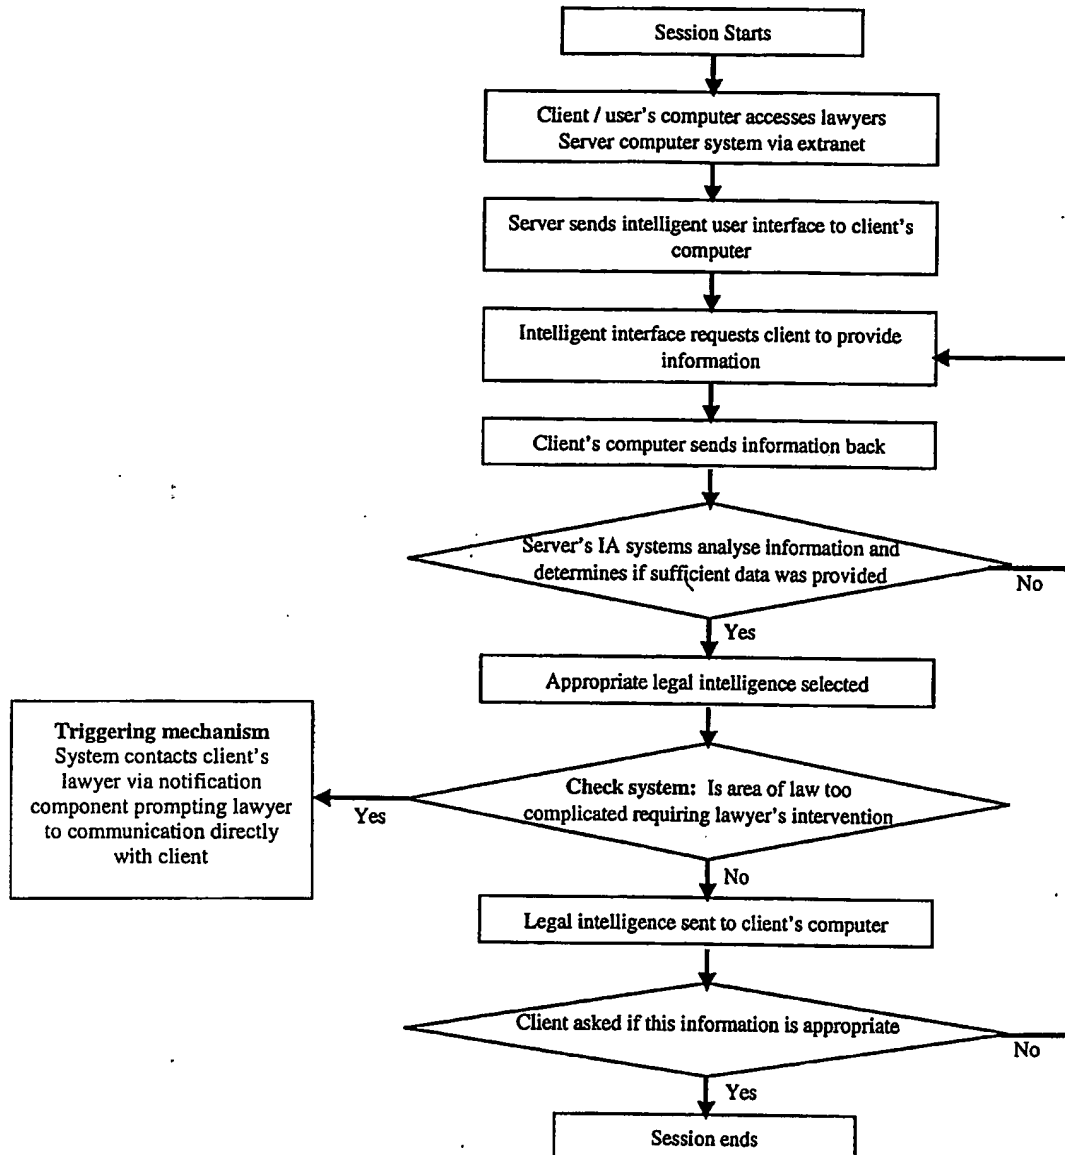 Session Starts
Client / user's computer accesses lawyers
Server computer system via extranet
Server sends intelligent user interface to client's
computer
Intelligent interface requests client to provide
information
Client's computer sends information back
Server's IA systems analyse information and
determines if sufficient data was provided
No
Yes
Appropriate legal intelligence selected
Triggering mechanism
System contacts client's
lawyer via notification
component prompting lawyer
to communication directly
with client
Yes
Check system: Is area of law too
complicated requiring lawyer's intervention
No
Legal intelligence sent to client's computer
Client asked if this information is appropriate
No
Yes
Session ends